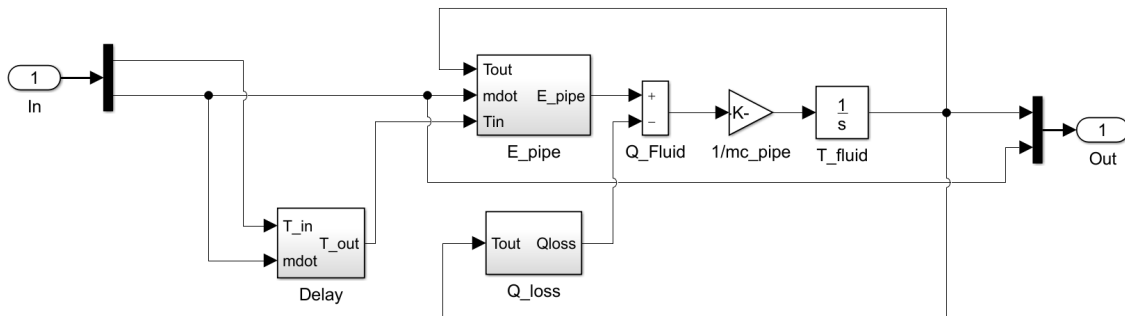 1
In
Tout
mdot
Tin
E_pipe
E_pipe
+
−
Q_Fluid
-K-
1/mc_pipe
1
s
T_fluid
1
Out
T_in
mdot
T_out
Delay
Tout
Qloss
Q_loss